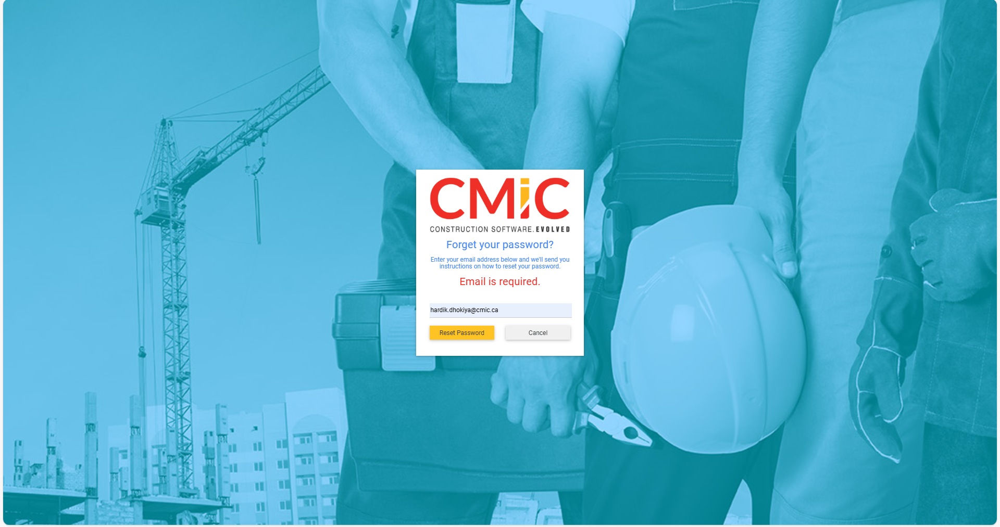 CMiC
CONSTRUCTION SOFTWARE.EVOLVED
Forget your password?
Enter your email address below and we'll send you
instructions on how to reset your password.
Email is required.
hardik.dhokiya@cmic.ca
Reset Password Cancel